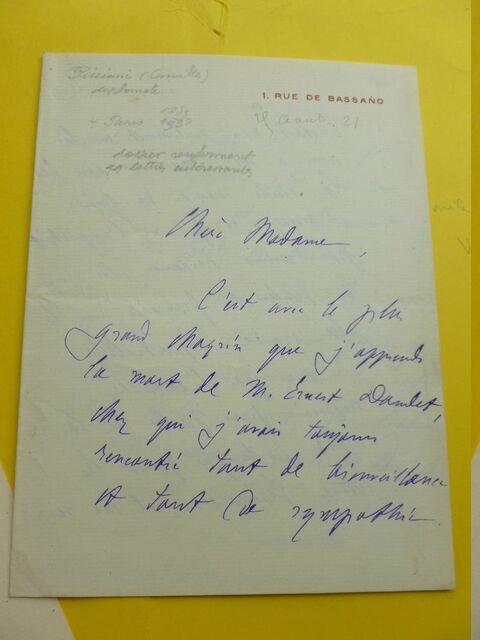 Piccioni (Camille)
diplomate
1. RUE DE BASSANO
+ Paris 1937
Août. 21
dossier renfermant
lettres intéressantes
Chère Madame,
C'est avec le plus
grand chagrin que j'apprends
la mort de M. Ernest Daudet,
chez qui j'avais toujours
rencontré tant de bienveillance
et tant de sympathie.